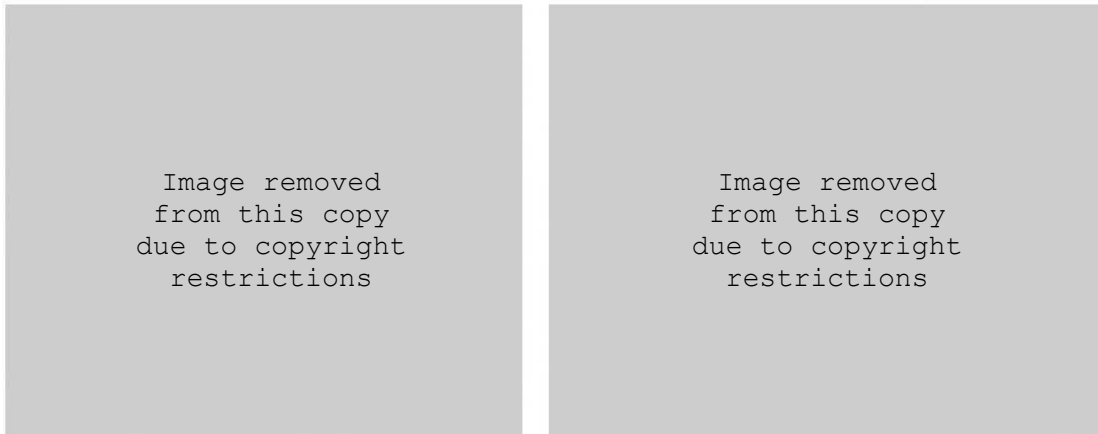 Image removed
from this copy
due to copyright
restrictions
Image removed
from this copy
due to copyright
restrictions